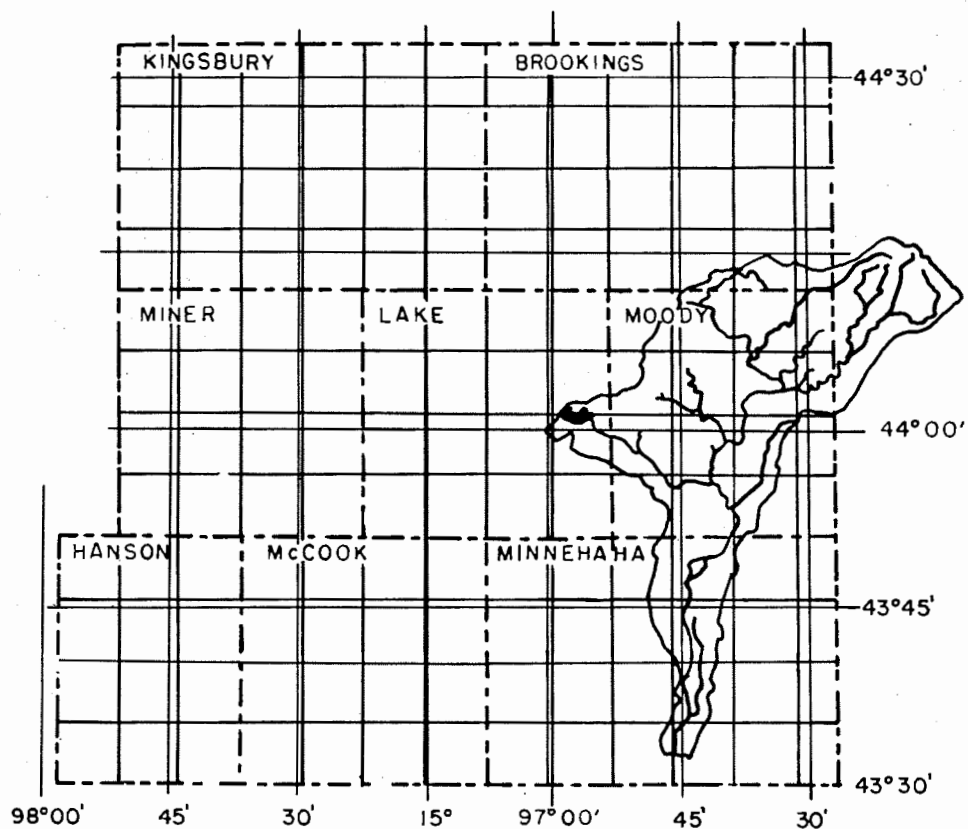 KINGSBURY BROOKINGS
44°30'
MINER LAKE MOODY
44°00'
HANSON McCOOK MINNEHAHA
43°45'
43°30'
98°00' 45' 30' 15° 97°00' 45' 30'